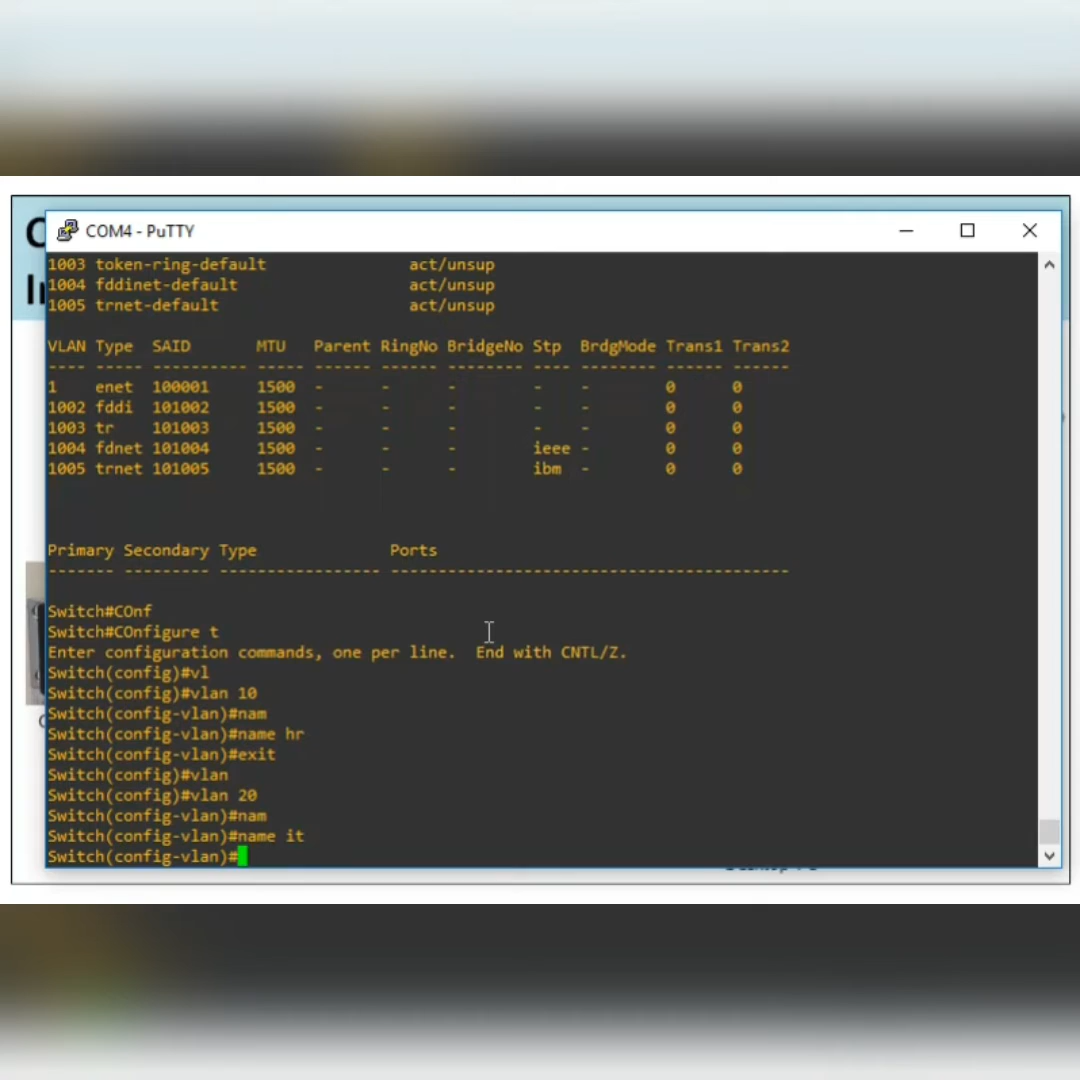 C
In
COM4 - PuTTY
1003 token-ring-default act/unsup
1004 fddinet-default act/unsup
1005 trnet-default act/unsup
VLAN Type SAID MTU Parent RingNo BridgeNo Stp BrdgMode Trans1 Trans2
---- ----- ---------- ----- ------ ------ -------- ---- -------- ------ ------
1 enet 100001 1500 - - - - - 0 0
1002 fddi 101002 1500 - - - - - 0 0
1003 tr 101003 1500 - - - - - 0 0
1004 fdnet 101004 1500 - - - ieee - 0 0
1005 trnet 101005 1500 - - - ibm - 0 0
Primary Secondary Type Ports
------- --------- ----------------- ------------------------------------------
Switch#COnf
Switch#COnfigure t
Enter configuration commands, one per line. End with CNTL/Z.
Switch(config)#vl
Switch(config)#vlan 10
Switch(config-vlan)#nam
Switch(config-vlan)#name hr
Switch(config-vlan)#exit
Switch(config)#vlan
Switch(config)#vlan 20
Switch(config-vlan)#nam
Switch(config-vlan)#name it
Switch(config-vlan)#